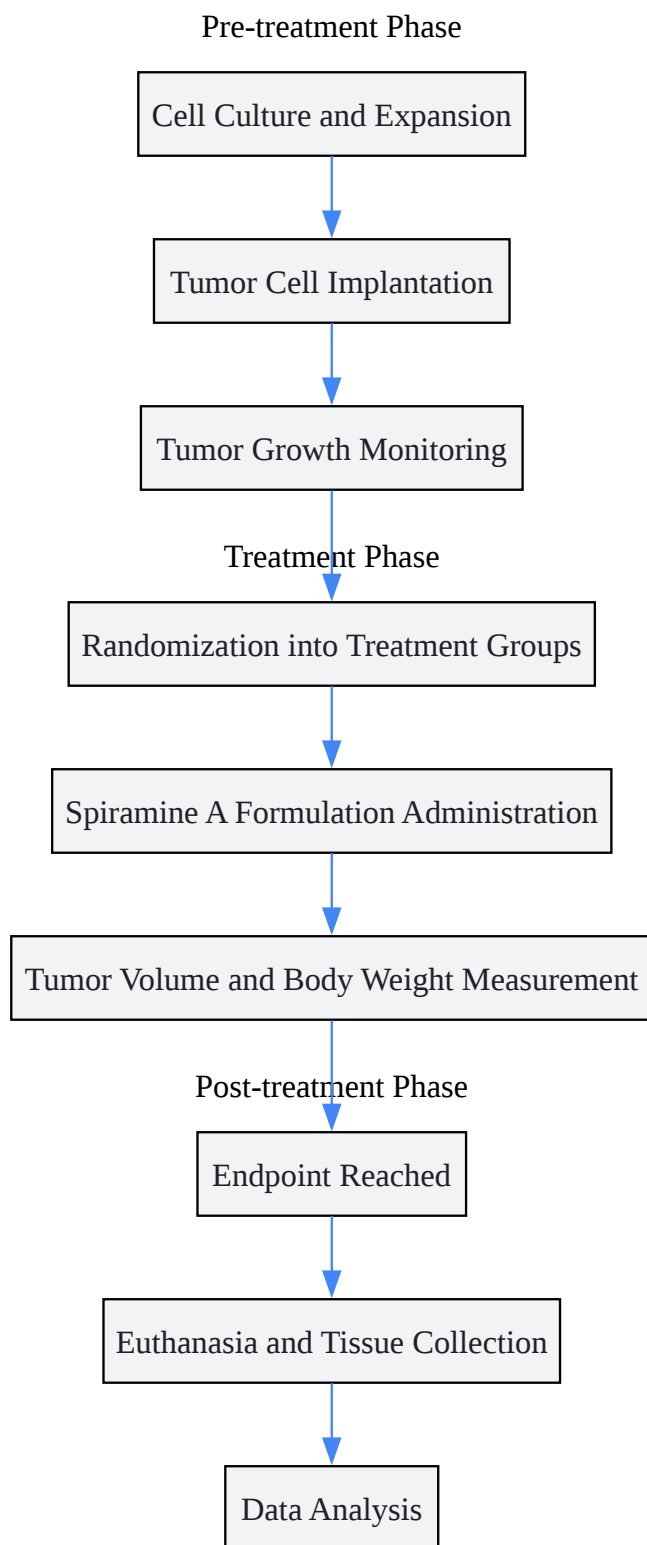 Pre-treatment Phase
Cell Culture and Expansion
Tumor Cell Implantation
Tumor Growth Monitoring
Treatment Phase
Randomization into Treatment Groups
Spiramine A Formulation Administration
Tumor Volume and Body Weight Measurement
Post-treatment Phase
Endpoint Reached
Euthanasia and Tissue Collection
Data Analysis